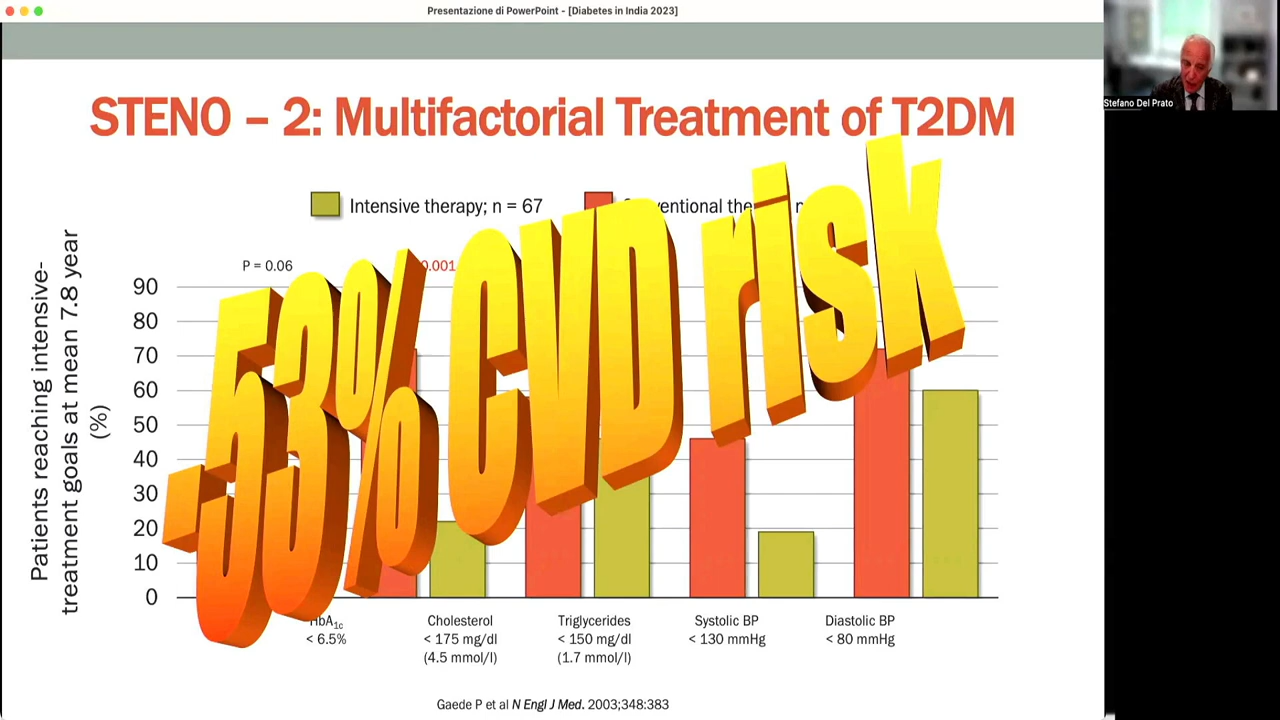 Presentazione di PowerPoint - [Diabetes in India 2023]
Stefano Del Prato
STENO – 2: Multifactorial Treatment of T2DM
Intensive therapy; n = 67
-53% CVD risk
P = 0.06
0.001
Patients reaching intensive-
treatment goals at mean 7.8 year
(%)
90
80
70
60
50
40
30
20
10
0
HbA1c
< 6.5%
Cholesterol
< 175 mg/dl
(4.5 mmol/l)
Triglycerides
< 150 mg/dl
(1.7 mmol/l)
Systolic BP
< 130 mmHg
Diastolic BP
< 80 mmHg
Gaede P et al N Engl J Med. 2003;348:383